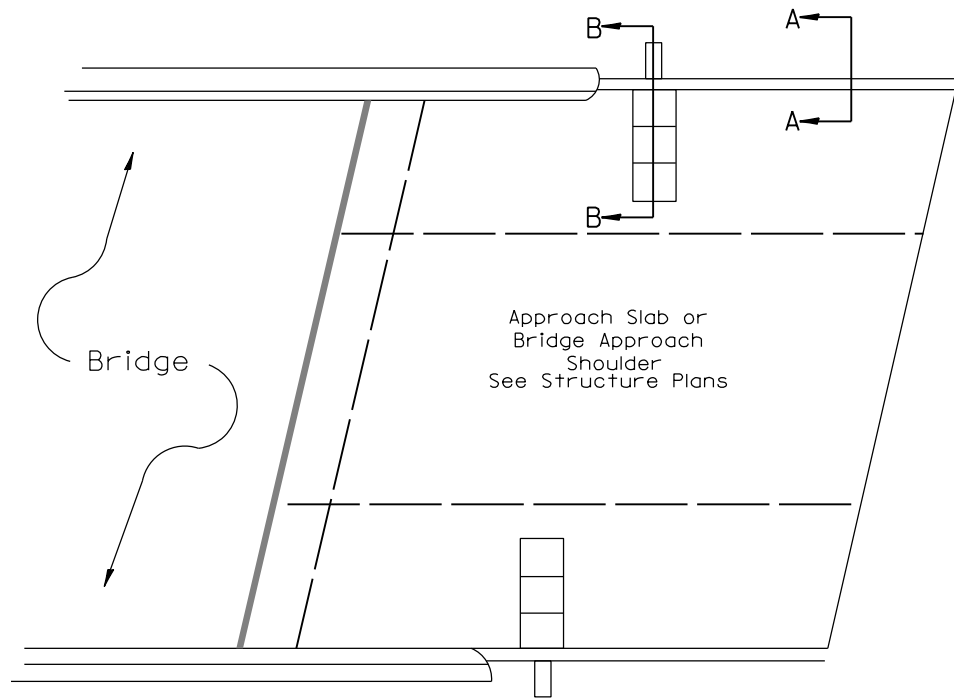 B
A
A
B
Approach Slab or
Bridge Approach
Shoulder
See Structure Plans
Bridge